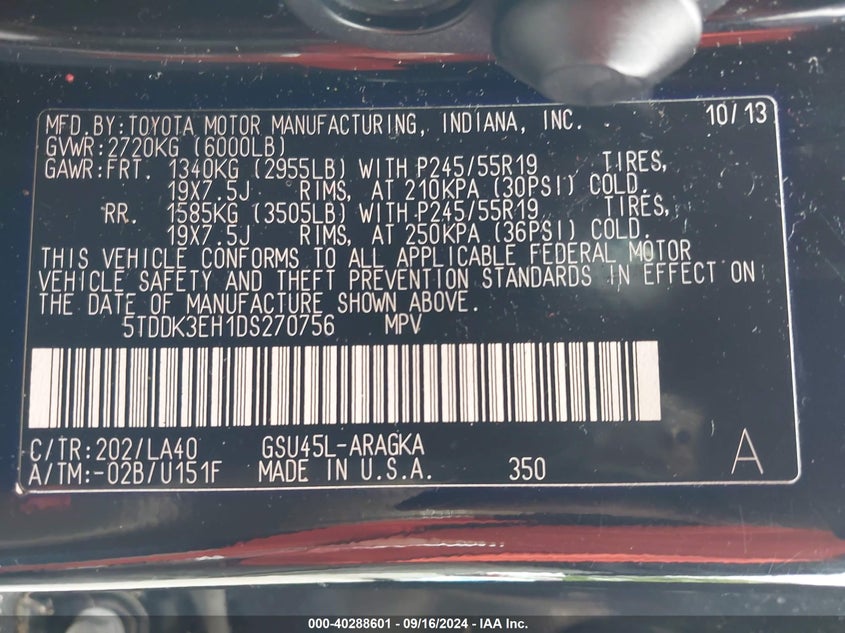 MFD. BY: TOYOTA MOTOR MANUFACTURING, INDIANA, INC. 10/13
GVWR: 2720KG (6000LB)
GAWR: FRT. 1340KG (2955LB) WITH P245/55R19 TIRES,
19X7.5J RIMS, AT 210KPA (30PSI) COLD.
RR. 1585KG (3505LB) WITH P245/55R19 TIRES,
19X7.5J RIMS, AT 250KPA (36PSI) COLD.
THIS VEHICLE CONFORMS TO ALL APPLICABLE FEDERAL MOTOR
VEHICLE SAFETY AND THEFT PREVENTION STANDARDS IN EFFECT ON
THE DATE OF MANUFACTURE SHOWN ABOVE.
5TDDK3EH1DS270756 MPV
C/TR: 202/LA40 GSU45L-ARAGKA
A/TM: -02B/U151F MADE IN U.S.A. 350 A
000-40288601 - 09/16/2024 - IAA Inc.